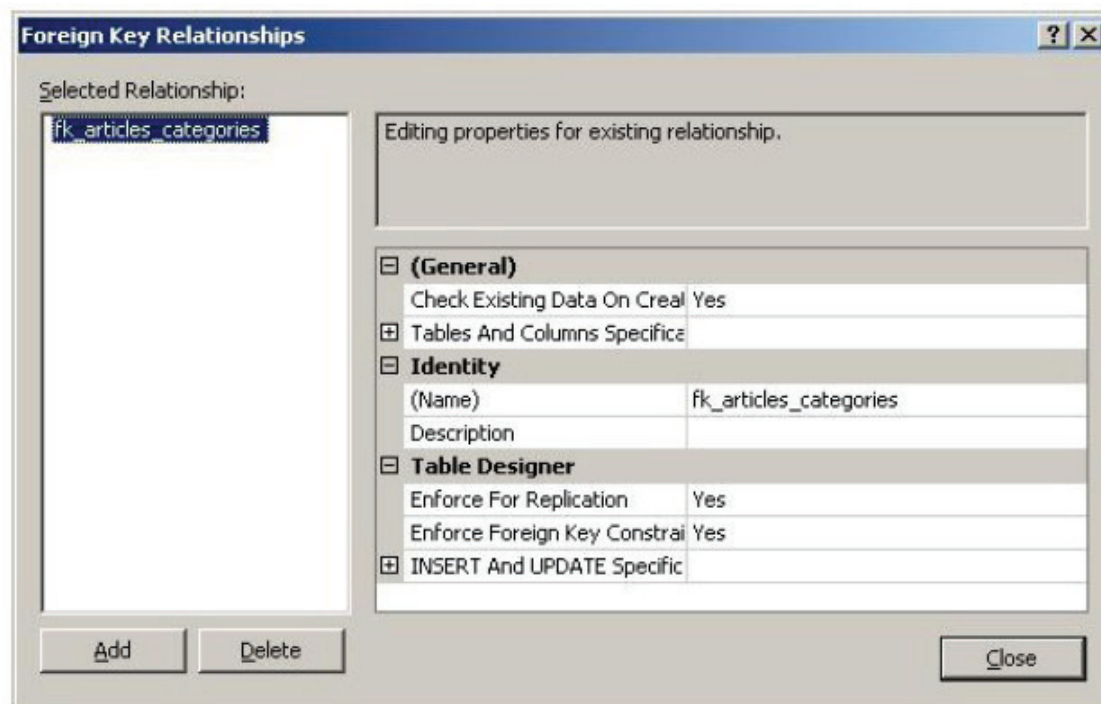 Foreign Key Relationships
Selected Relationship:
fk_articles_categories
Editing properties for existing relationship.
(General)
Check Existing Data On Creat Yes
Tables And Columns Specifica
Identity
(Name) fk_articles_categories
Description
Table Designer
Enforce For Replication Yes
Enforce Foreign Key Constrai Yes
INSERT And UPDATE Specific
Add Delete
Close